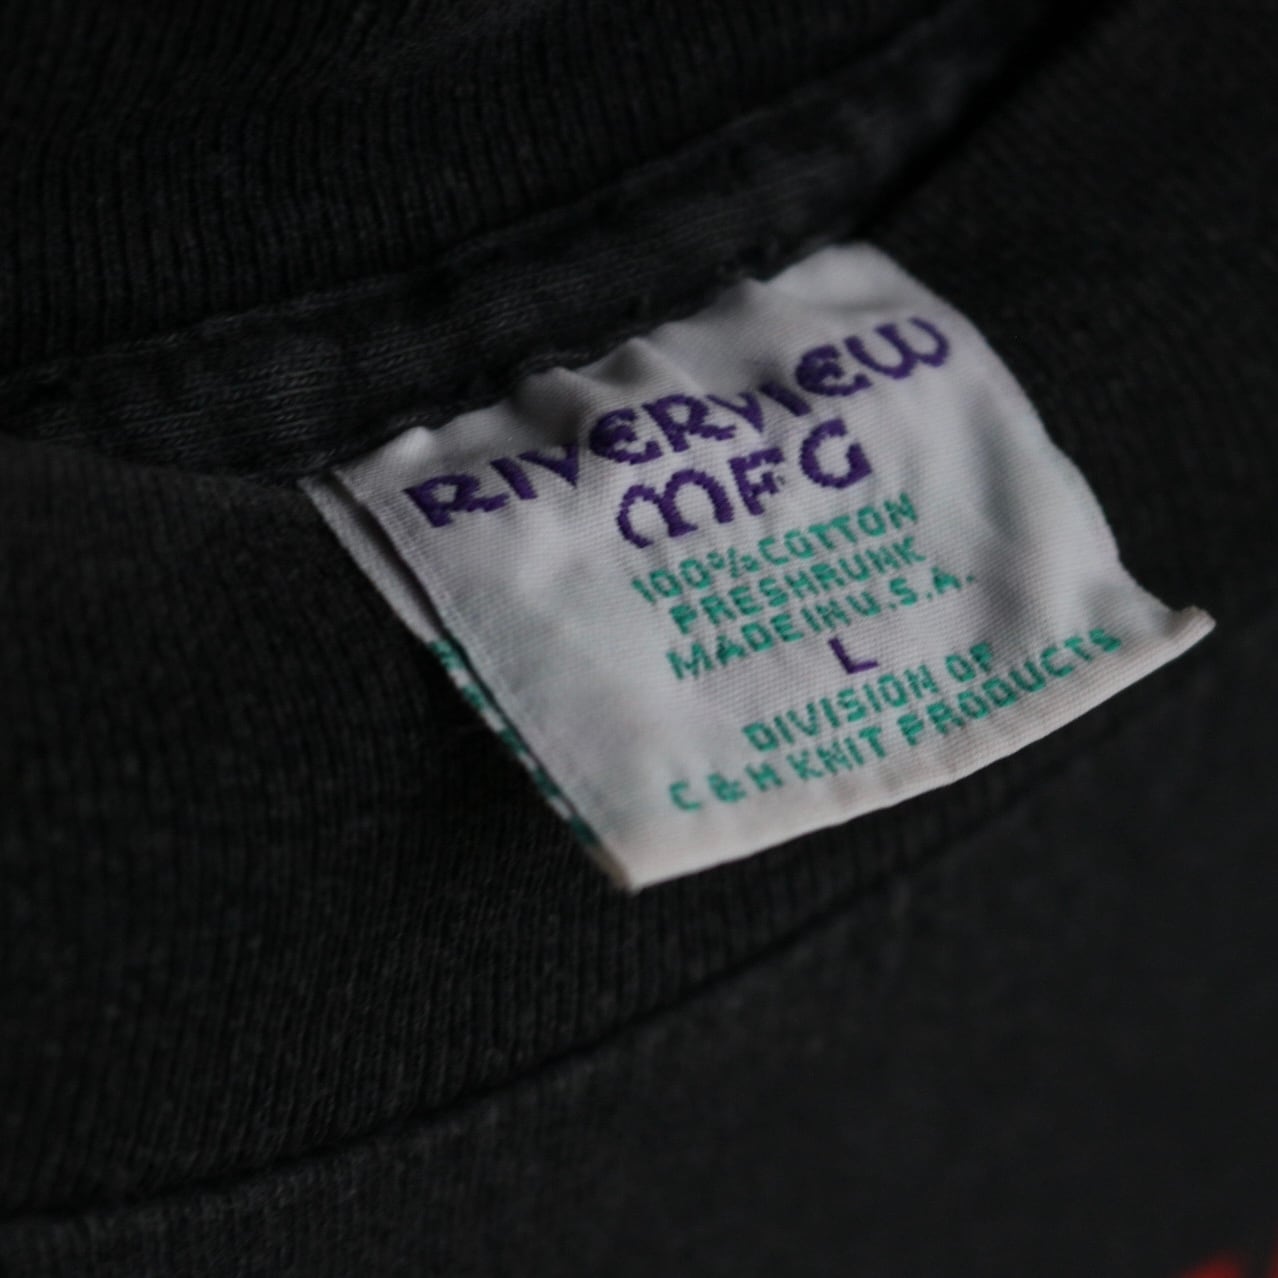 RIVERVIEW
MFG
100% COTTON
PRESHRUNK
MADE IN U.S.A.
L
DIVISION OF
C & H KNIT PRODUCTS